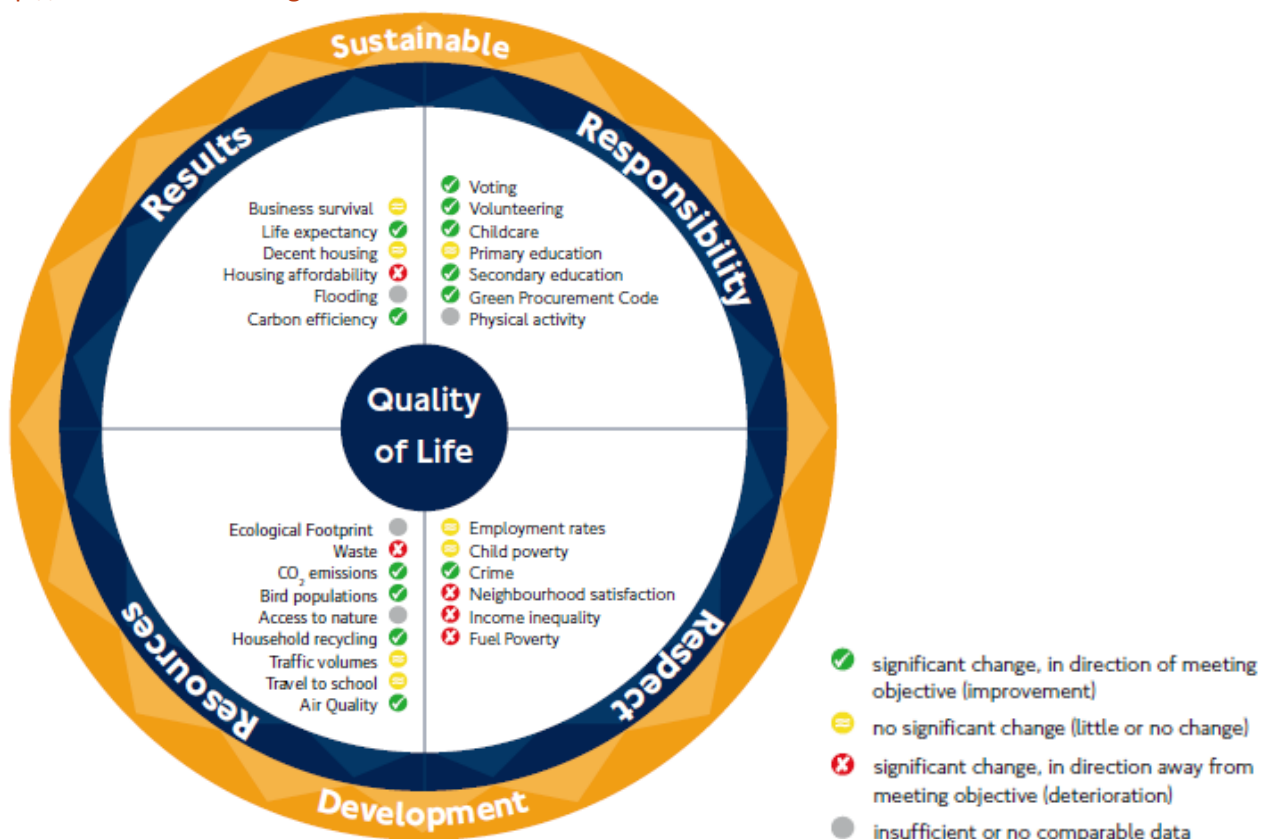 Sustainable
Results
Responsibility
Business survival
Life expectancy
Decent housing
Housing affordability
Flooding
Carbon efficiency
Voting
Volunteering
Childcare
Primary education
Secondary education
Green Procurement Code
Physical activity
Quality
of Life
Ecological Footprint
Waste
CO₂ emissions
Bird populations
Access to nature
Household recycling
Traffic volumes
Travel to school
Air Quality
Employment rates
Child poverty
Crime
Neighbourhood satisfaction
Income inequality
Fuel Poverty
Resources
Respect
Development
significant change, in direction of meeting
objective (improvement)
no significant change (little or no change)
significant change, in direction away from
meeting objective (deterioration)
insufficient or no comparable data